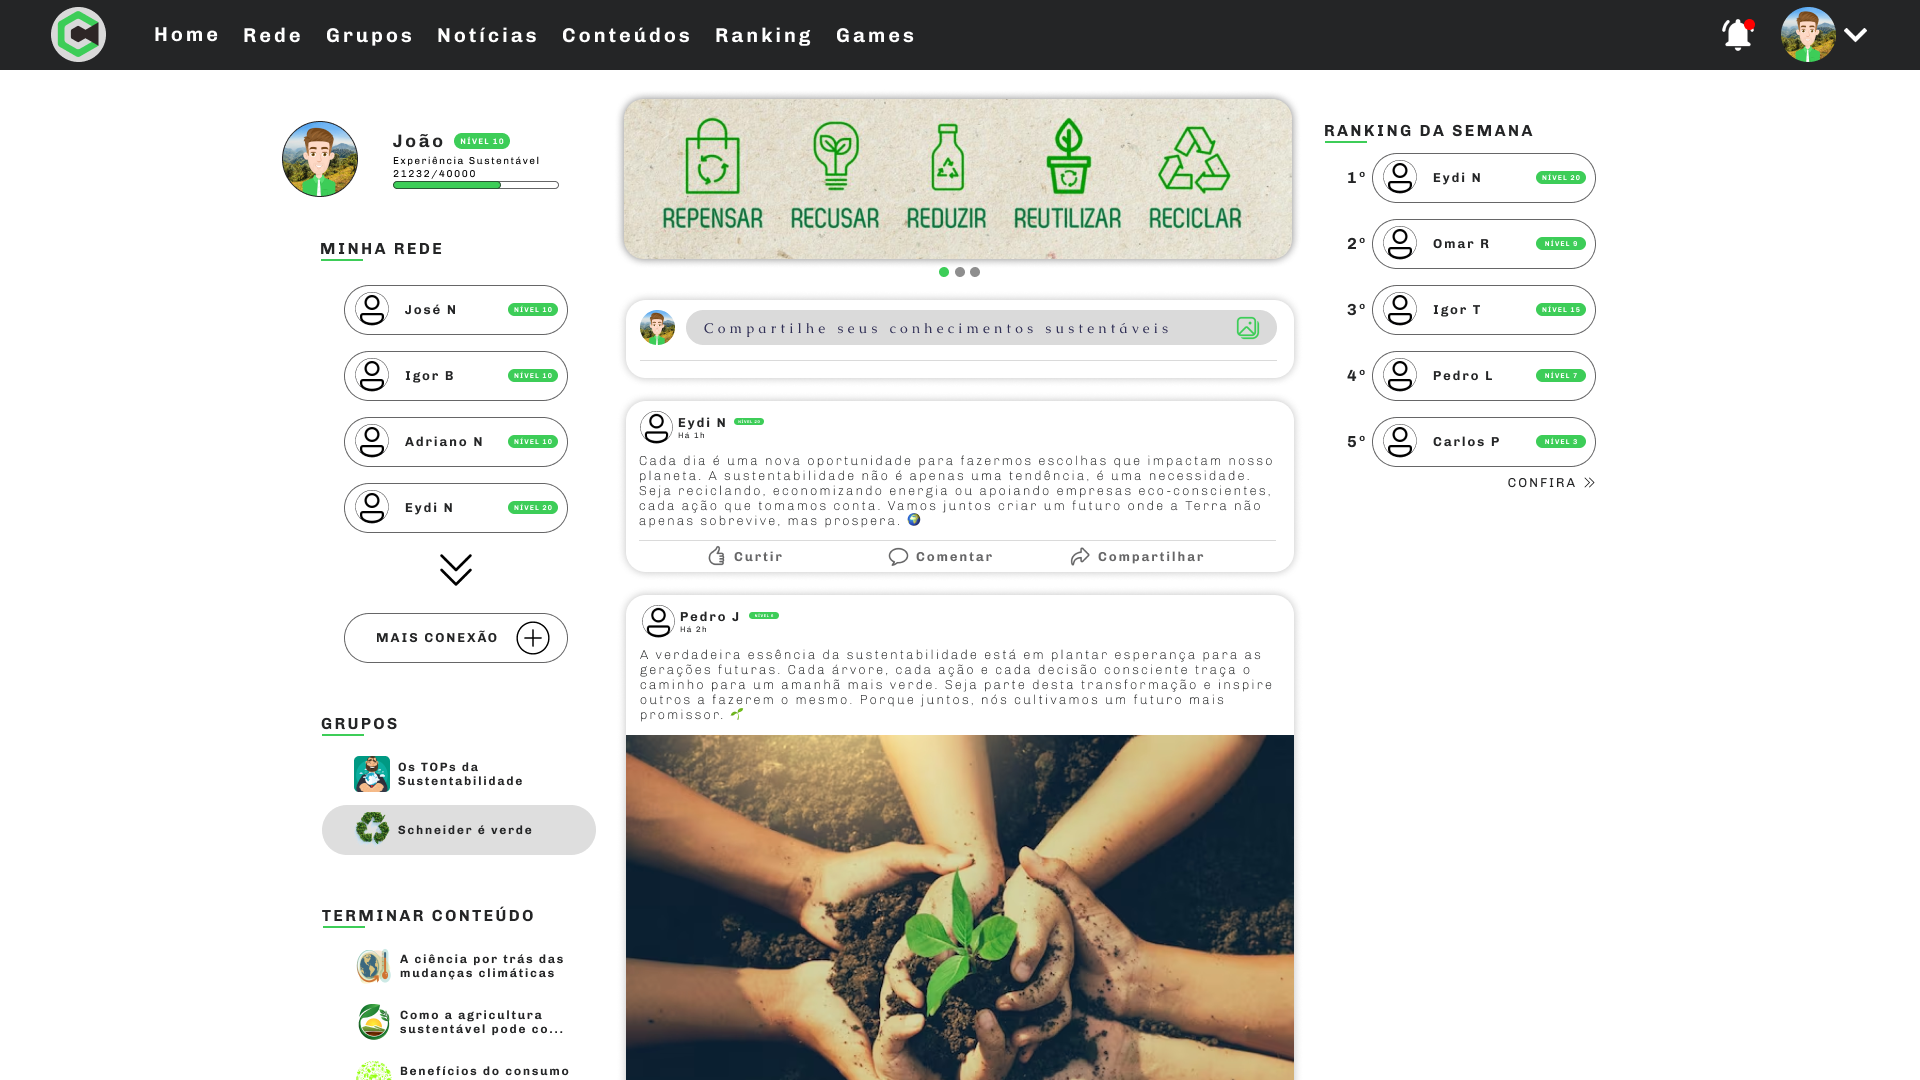 Home Rede Grupos Notícias Conteúdos Ranking Games
João NÍVEL 10
Experiência Sustentável
21232/40000
MINHA REDE
José N NÍVEL 10
Igor B NÍVEL 10
Adriano N NÍVEL 10
Eydi N NÍVEL 20
MAIS CONEXÃO
GRUPOS
Os TOPs da
Sustentabilidade
Schneider é verde
TERMINAR CONTEÚDO
A ciência por trás das
mudanças climáticas
Como a agricultura
sustentável pode co...
Benefícios do consumo
REPENSAR RECUSAR REDUZIR REUTILIZAR RECICLAR
Compartilhe seus conhecimentos sustentáveis
Eydi N NÍVEL 20
Há 1h
Cada dia é uma nova oportunidade para fazermos escolhas que impactam nosso
planeta. A sustentabilidade não é apenas uma tendência, é uma necessidade.
Seja reciclando, economizando energia ou apoiando empresas eco-conscientes,
cada ação que tomamos conta. Vamos juntos criar um futuro onde a Terra não
apenas sobrevive, mas prospera. 🌍
Curtir Comentar Compartilhar
Pedro J NÍVEL
Há 2h
A verdadeira essência da sustentabilidade está em plantar esperança para as
gerações futuras. Cada árvore, cada ação e cada decisão consciente traça o
caminho para um amanhã mais verde. Seja parte desta transformação e inspire
outros a fazerem o mesmo. Porque juntos, nós cultivamos um futuro mais
promissor. 🌱
RANKING DA SEMANA
1º Eydi N NÍVEL 20
2º Omar R NÍVEL 9
3º Igor T NÍVEL 15
4º Pedro L NÍVEL 7
5º Carlos P NÍVEL 3
CONFIRA